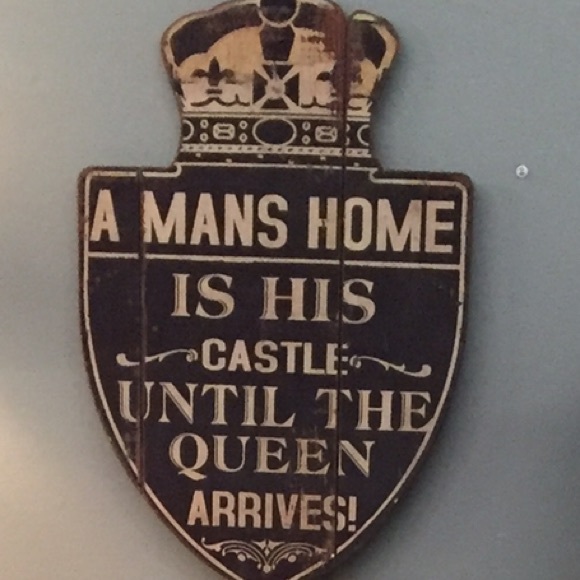 A MANS HOME
IS HIS
CASTLE
UNTIL THE
QUEEN
ARRIVES!